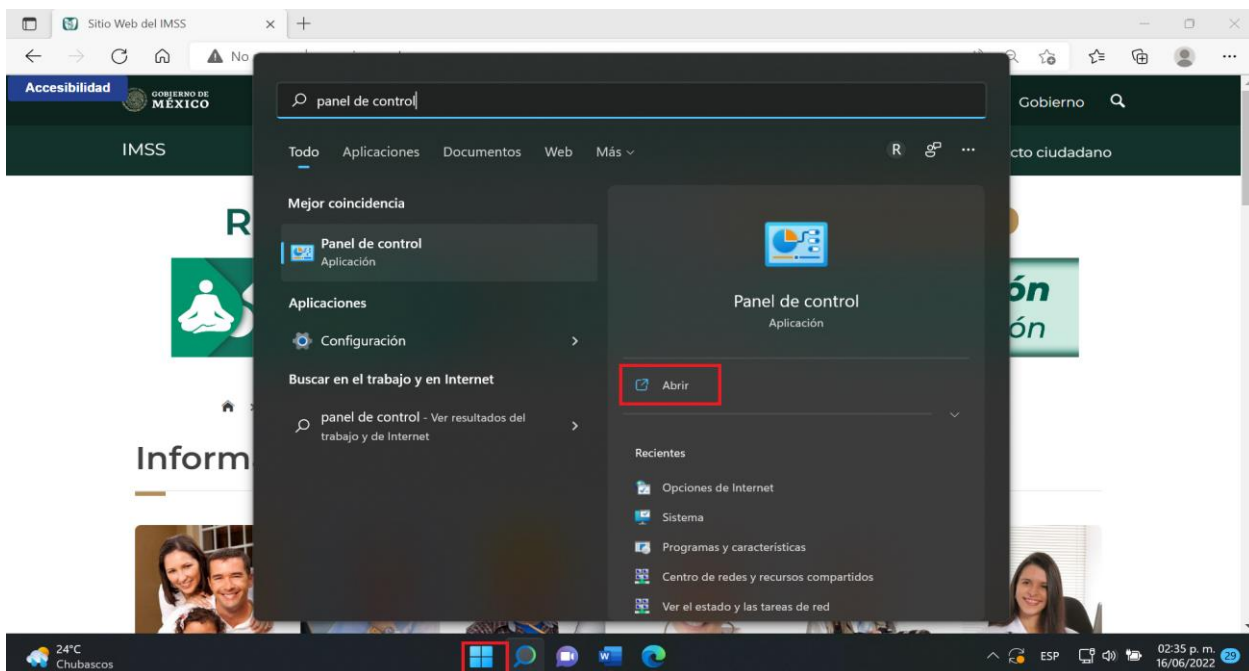 Sitio Web del IMSS
No
Accesibilidad
GOBIERNO DE
MÉXICO
panel de control
Gobierno
IMSS
Todo Aplicaciones Documentos Web Más
R
cto ciudadano
Mejor coincidencia
R
Panel de control
Aplicación
Panel de control
Aplicación
ón
ón
Aplicaciones
Configuración
Buscar en el trabajo y en Internet
Abrir
panel de control - Ver resultados del
trabajo y de Internet
Inform
Recientes
Opciones de Internet
Sistema
Programas y características
Centro de redes y recursos compartidos
Ver el estado y las tareas de red
24°C
Chubascos
ESP
02:35 p. m.
16/06/2022
29